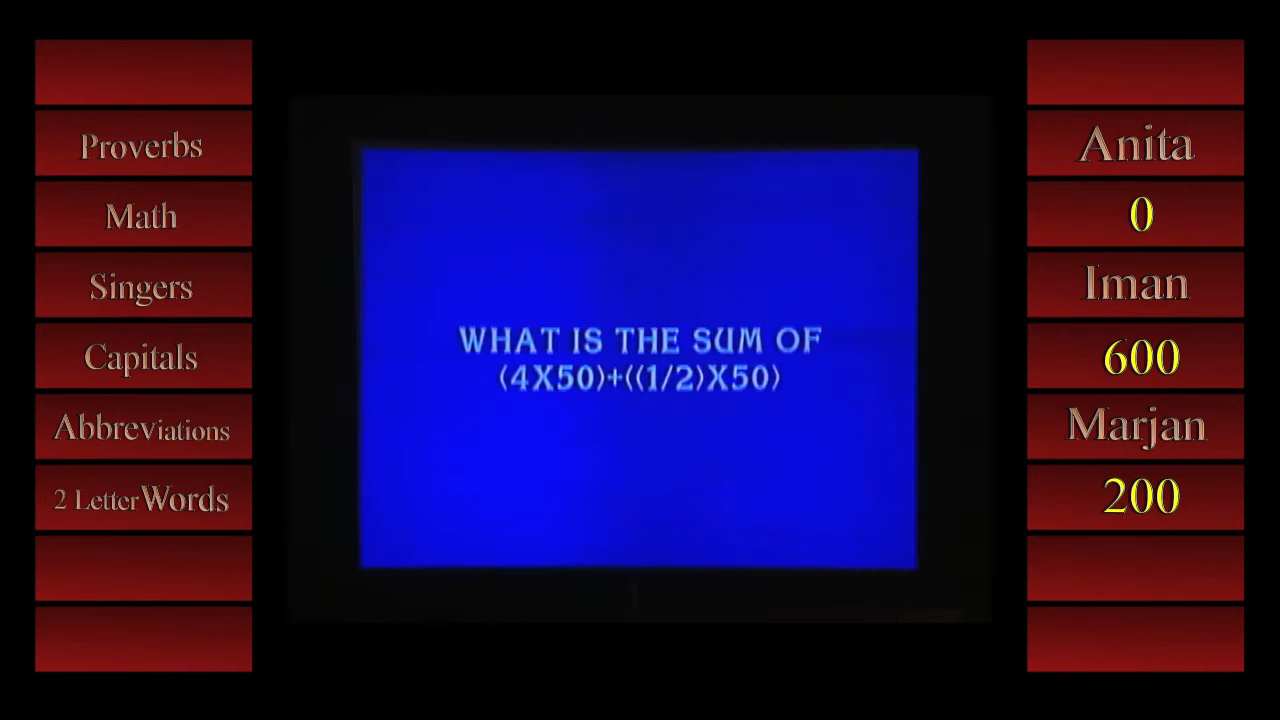 Proverbs
Math
Singers
Capitals
Abbreviations
2 Letter Words
WHAT IS THE SUM OF
(4X50)+((1/2)X50)
Anita
0
Iman
600
Marjan
200